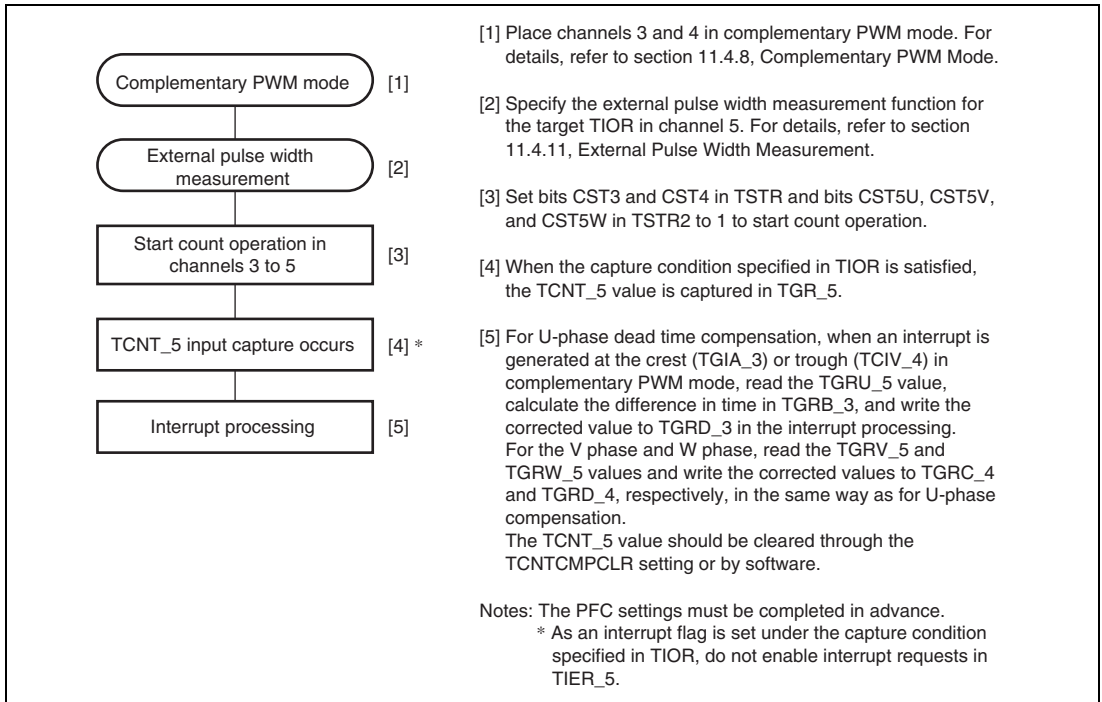 Complementary PWM mode [1]
External pulse width
measurement [2]
Start count operation in
channels 3 to 5 [3]
TCNT_5 input capture occurs [4] *
Interrupt processing [5]
[1] Place channels 3 and 4 in complementary PWM mode. For
details, refer to section 11.4.8, Complementary PWM Mode.
[2] Specify the external pulse width measurement function for
the target TIOR in channel 5. For details, refer to section
11.4.11, External Pulse Width Measurement.
[3] Set bits CST3 and CST4 in TSTR and bits CST5U, CST5V,
and CST5W in TSTR2 to 1 to start count operation.
[4] When the capture condition specified in TIOR is satisfied,
the TCNT_5 value is captured in TGR_5.
[5] For U-phase dead time compensation, when an interrupt is
generated at the crest (TGIA_3) or trough (TCIV_4) in
complementary PWM mode, read the TGRU_5 value,
calculate the difference in time in TGRB_3, and write the
corrected value to TGRD_3 in the interrupt processing.
For the V phase and W phase, read the TGRV_5 and
TGRW_5 values and write the corrected values to TGRC_4
and TGRD_4, respectively, in the same way as for U-phase
compensation.
The TCNT_5 value should be cleared through the
TCNTCMPCLR setting or by software.
Notes: The PFC settings must be completed in advance.
* As an interrupt flag is set under the capture condition
specified in TIOR, do not enable interrupt requests in
TIER_5.